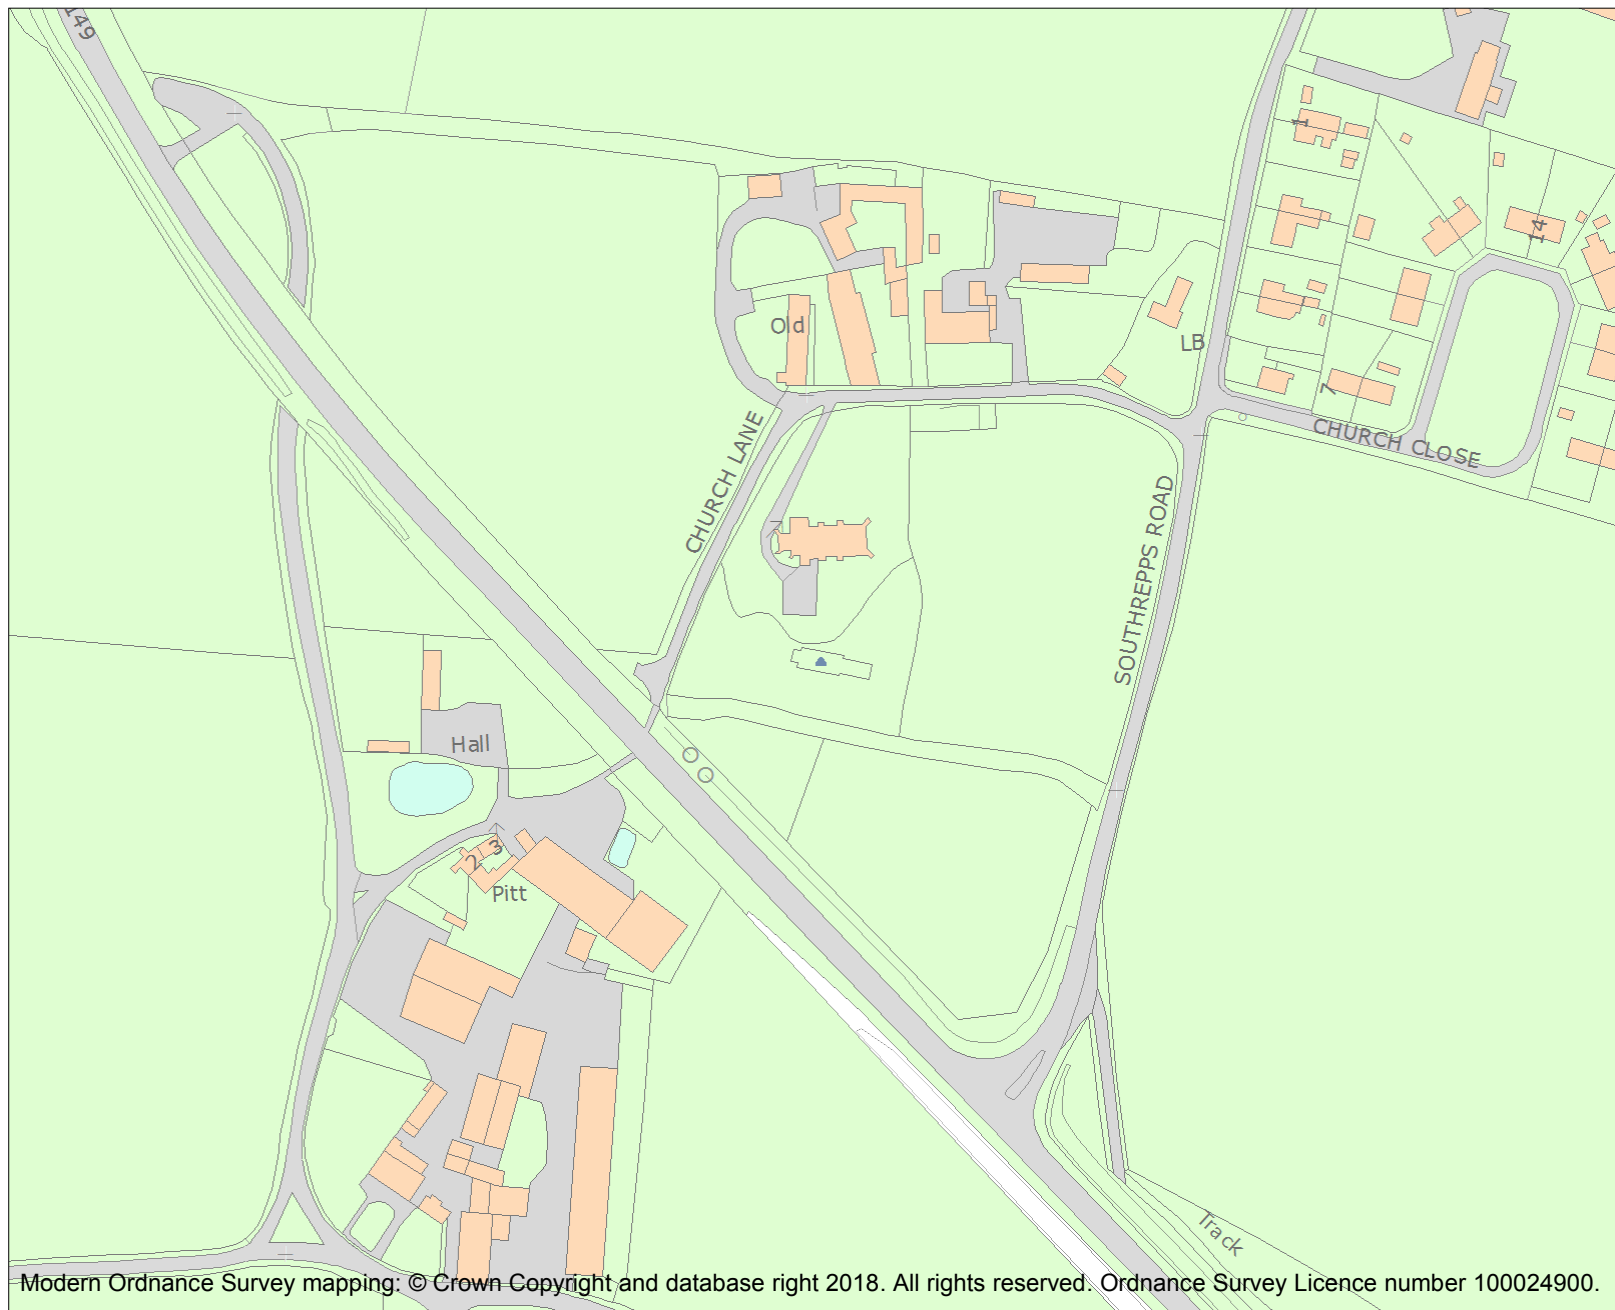 149
1
14
Old
LB
7
CHURCH LANE
CHURCH CLOSE
SOUTHREPPS ROAD
Hall
2
3
Pitt
Track
Modern Ordnance Survey mapping: © Crown Copyright and database right 2018. All rights reserved. Ordnance Survey Licence number 100024900.